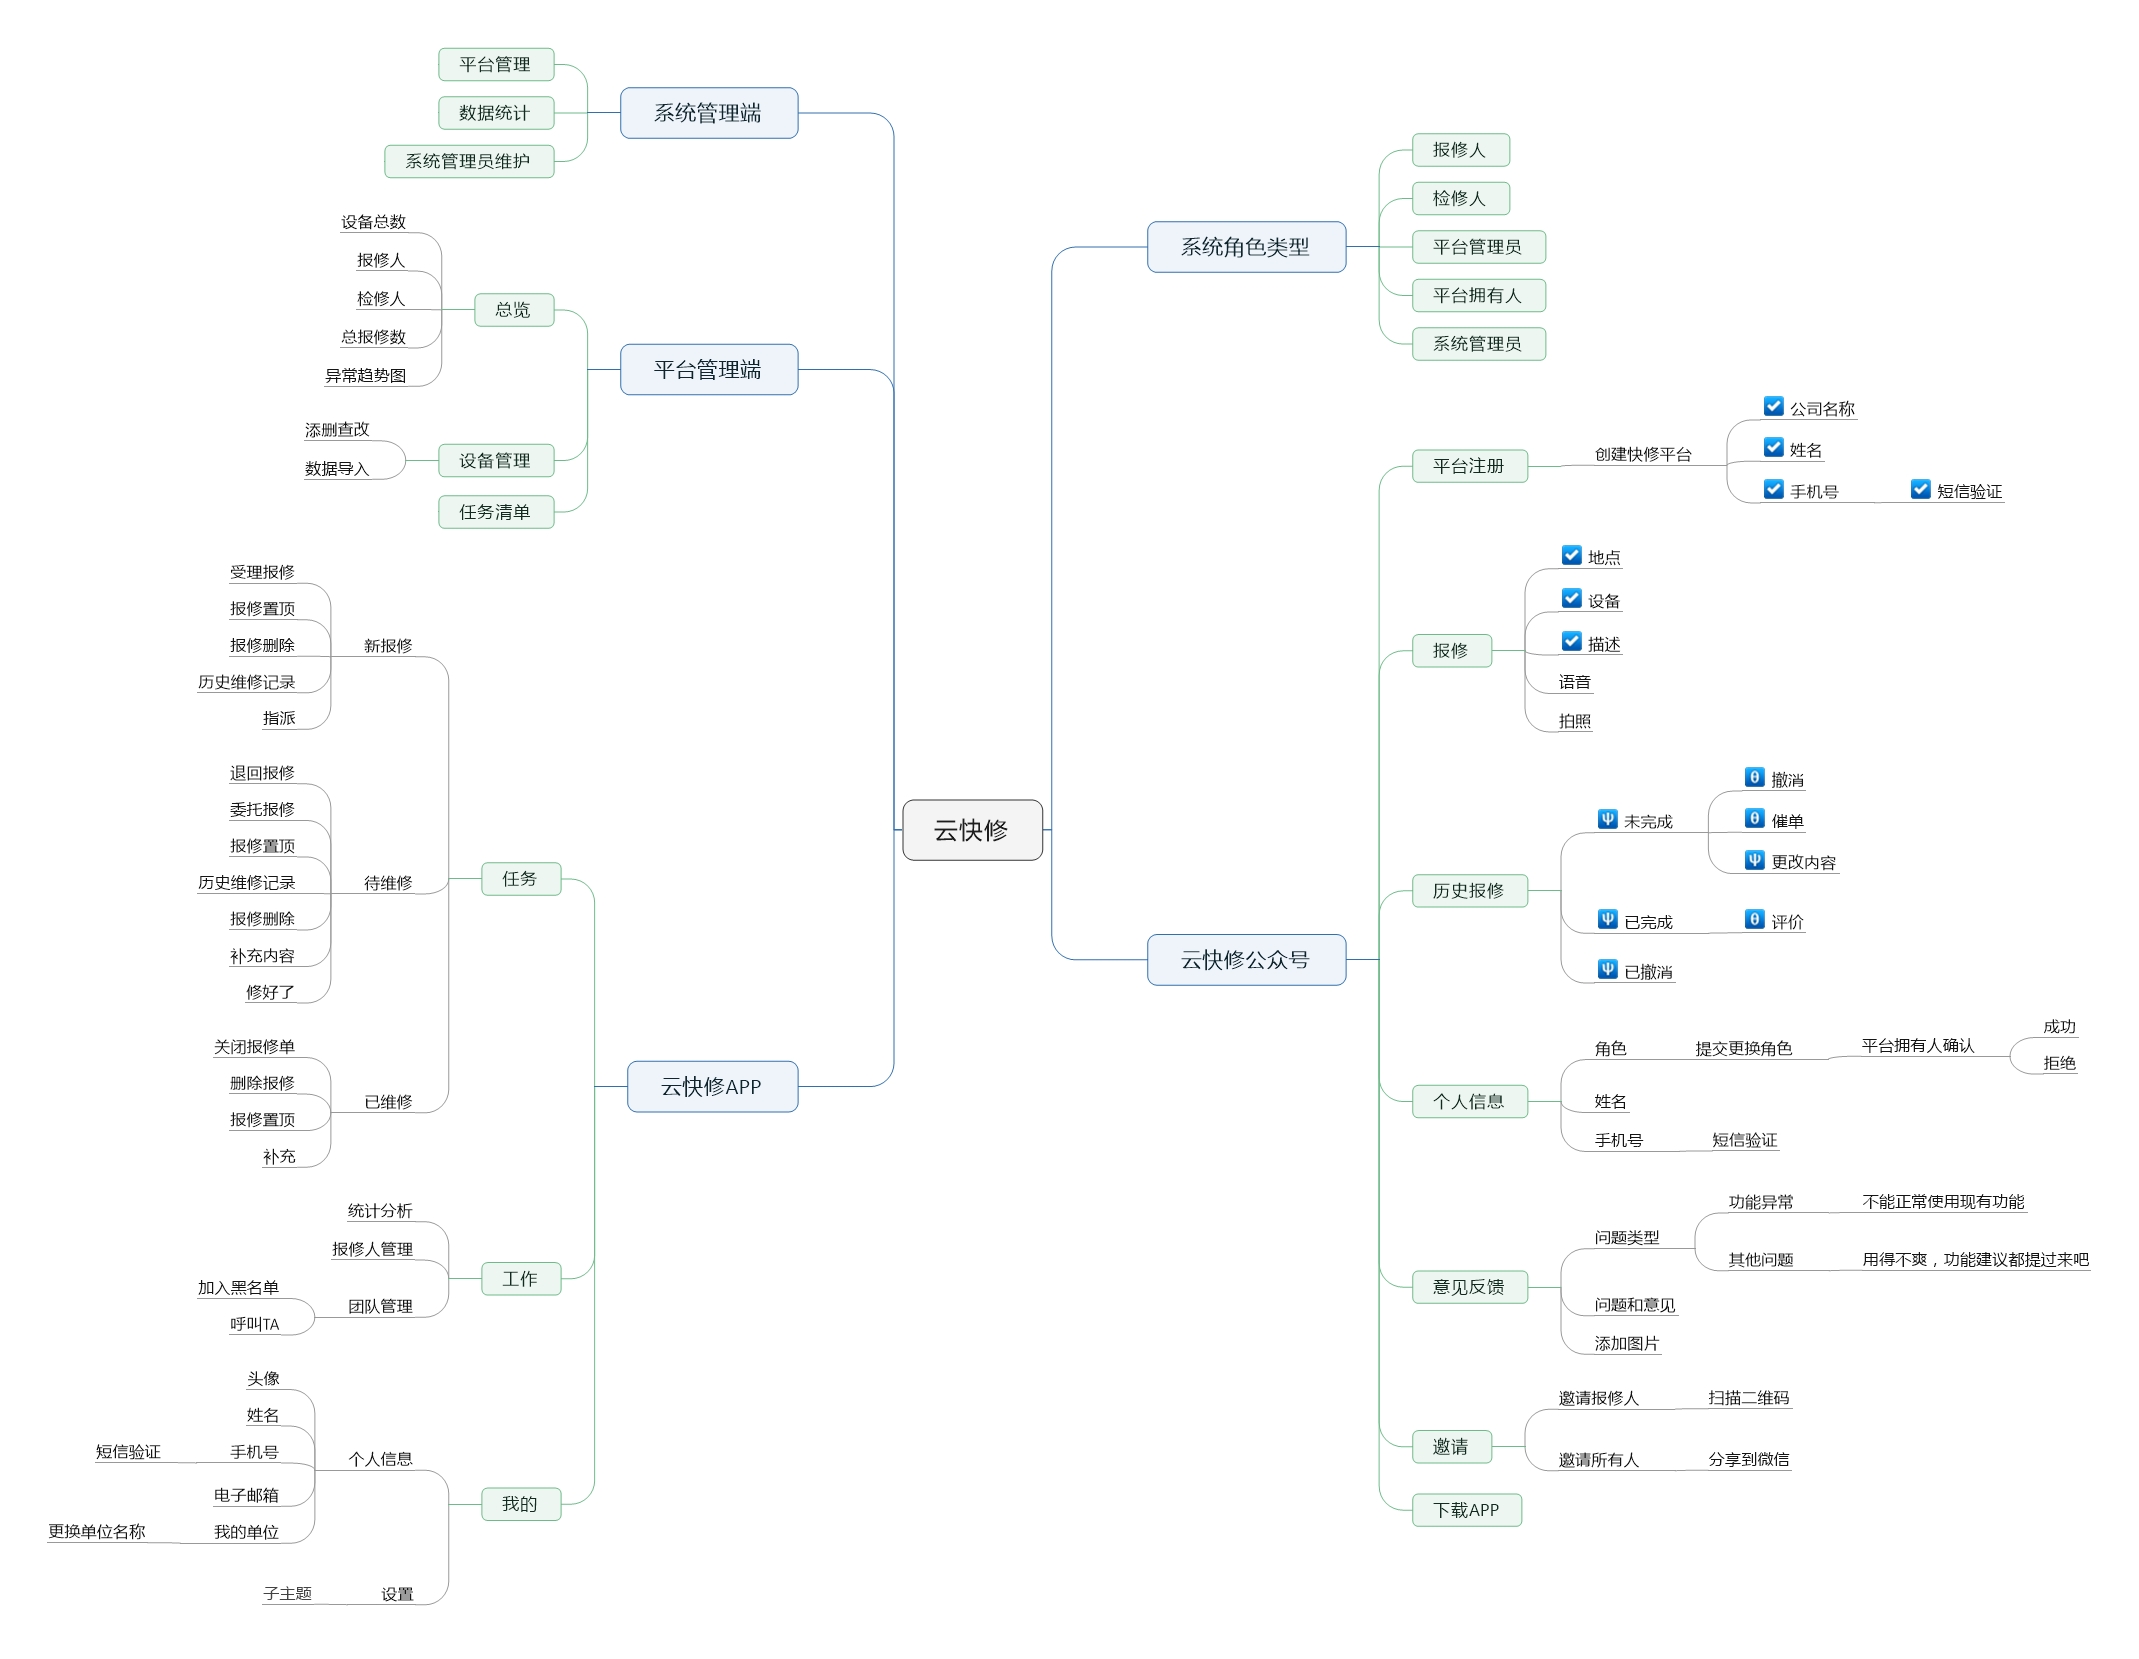 云快修
系统角色类型
报修人
检修人
平台管理员
平台拥有人
系统管理员
云快修公众号
平台注册
创建快修平台
公司名称
姓名
手机号
短信验证
报修
地点
设备
描述
语音
拍照
历史报修
未完成
撤消
催单
更改内容
已完成
评价
已撤消
个人信息
角色
提交更换角色
平台拥有人确认
成功
拒绝
姓名
手机号
短信验证
意见反馈
问题类型
功能异常
不能正常使用现有功能
其他问题
用得不爽，功能建议都提过来吧
问题和意见
添加图片
邀请
邀请报修人
扫描二维码
邀请所有人
分享到微信
下载APP
系统管理端
平台管理
数据统计
系统管理员维护
平台管理端
总览
设备总数
报修人
检修人
总报修数
异常趋势图
设备管理
添删查改
数据导入
任务清单
云快修APP
任务
新报修
受理报修
报修置顶
报修删除
历史维修记录
指派
待维修
退回报修
委托报修
报修置顶
历史维修记录
报修删除
补充内容
修好了
已维修
关闭报修单
删除报修
报修置顶
补充
工作
统计分析
报修人管理
团队管理
加入黑名单
呼叫TA
我的
个人信息
头像
姓名
手机号
短信验证
电子邮箱
我的单位
更换单位名称
设置
子主题